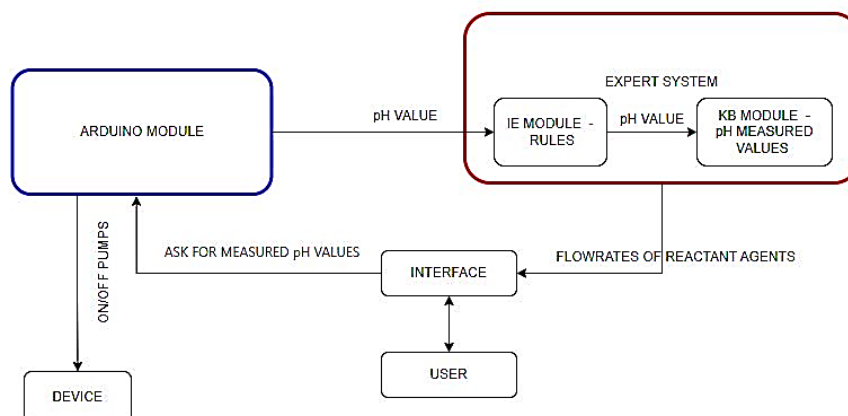 EXPERT SYSTEM
ARDUINO MODULE
pH VALUE
IE MODULE -
RULES
pH VALUE
KB MODULE -
pH MEASURED
VALUES
ON/OFF PUMPS
ASK FOR MEASURED pH VALUES
INTERFACE
FLOWRATES OF REACTANT AGENTS
USER
DEVICE